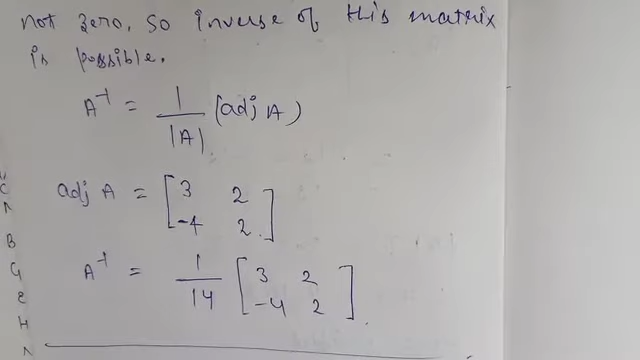 not zero, so inverse of this matrix
is possible.
A⁻¹ = 1/|A| (adj A)
adj A = [3 2
-4 2]
A⁻¹ = 1/14 [3 2
-4 2].
B
G
E
H